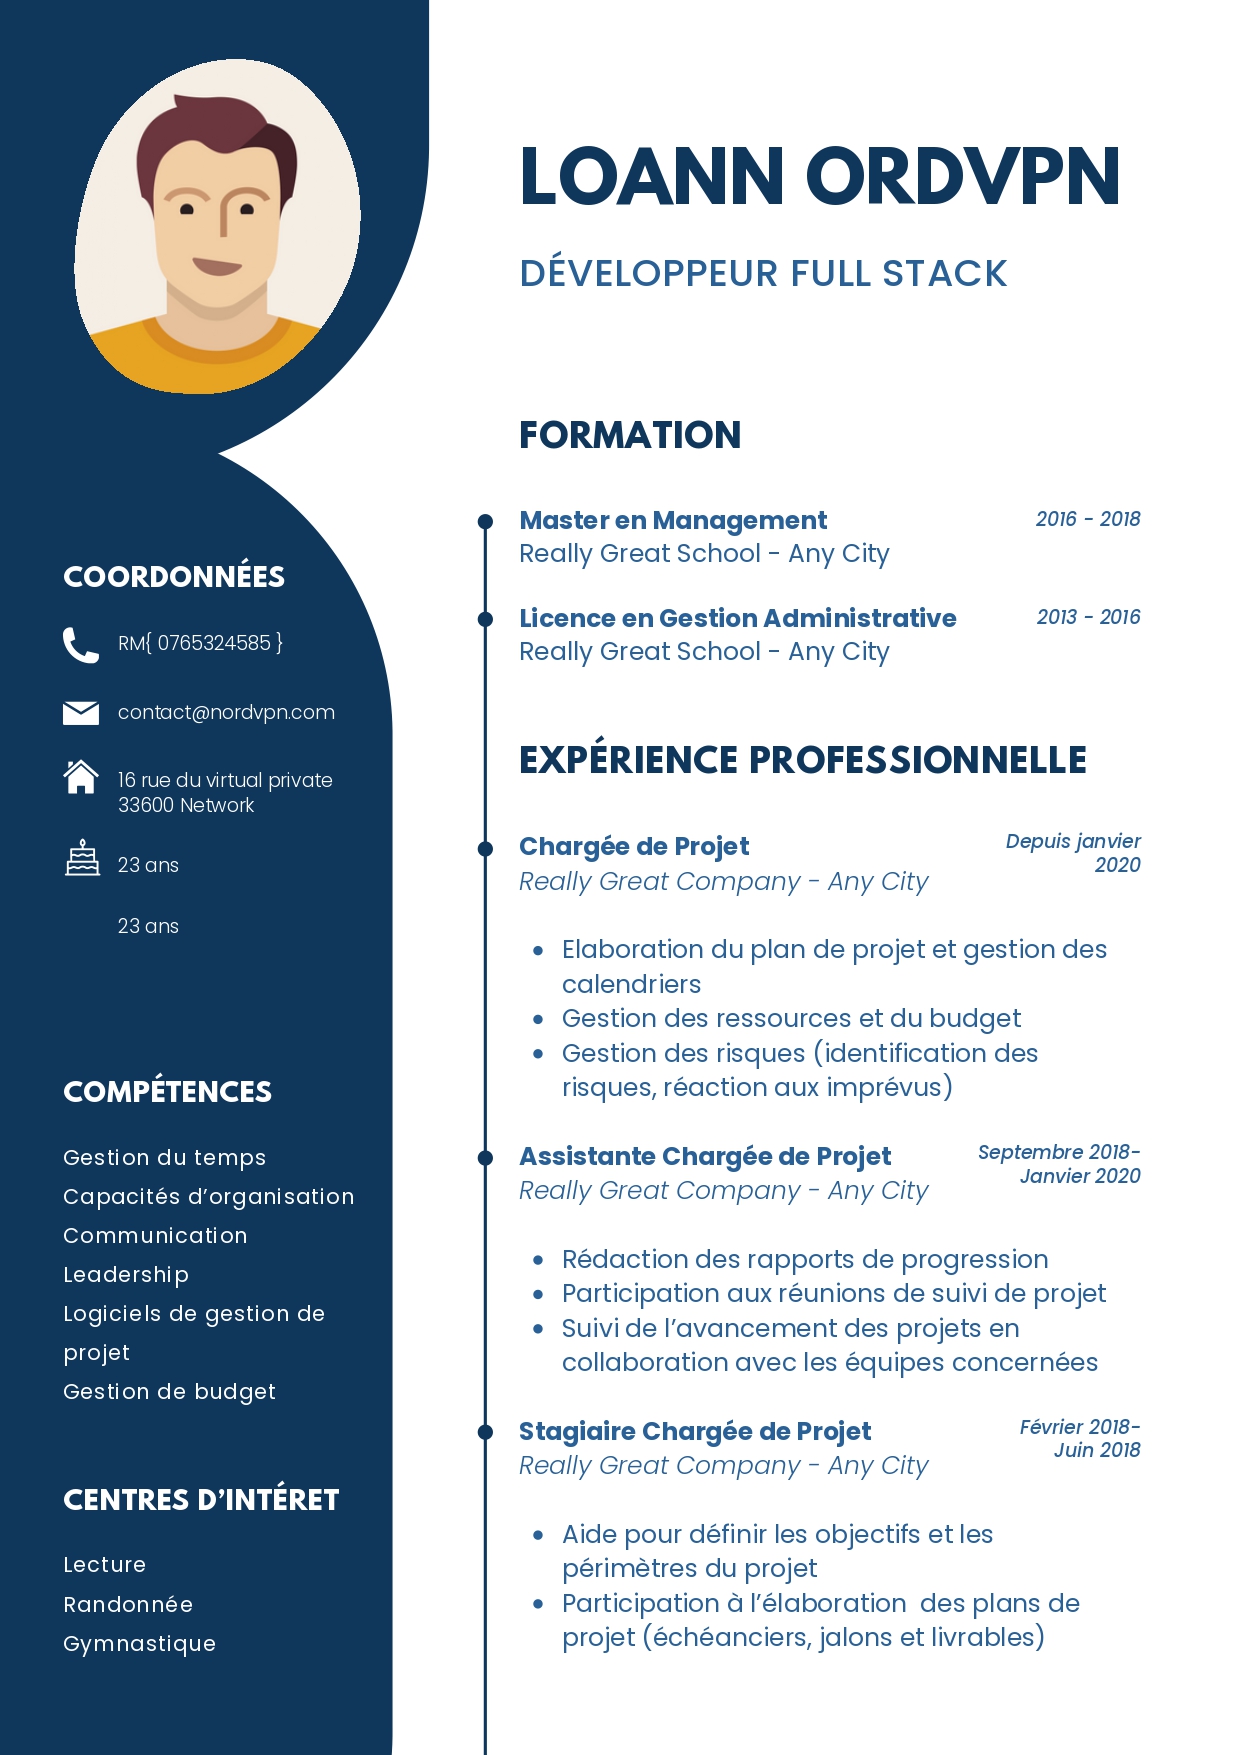 LOANN ORDVPN
DÉVELOPPEUR FULL STACK
COORDONNÉES
RM{ 0765324585 }
contact@nordvpn.com
16 rue du virtual private
33600 Network
23 ans
23 ans
COMPÉTENCES
Gestion du temps
Capacités d’organisation
Communication
Leadership
Logiciels de gestion de
projet
Gestion de budget
CENTRES D’INTÉRET
Lecture
Randonnée
Gymnastique
FORMATION
Master en Management 2016 - 2018
Really Great School - Any City
Licence en Gestion Administrative 2013 - 2016
Really Great School - Any City
EXPÉRIENCE PROFESSIONNELLE
Chargée de Projet Depuis janvier
2020
Really Great Company - Any City
Elaboration du plan de projet et gestion des
calendriers
Gestion des ressources et du budget
Gestion des risques (identification des
risques, réaction aux imprévus)
Assistante Chargée de Projet Septembre 2018-
Janvier 2020
Really Great Company - Any City
Rédaction des rapports de progression
Participation aux réunions de suivi de projet
Suivi de l’avancement des projets en
collaboration avec les équipes concernées
Stagiaire Chargée de Projet Février 2018-
Juin 2018
Really Great Company - Any City
Aide pour définir les objectifs et les
périmètres du projet
Participation à l’élaboration  des plans de
projet (échéanciers, jalons et livrables)